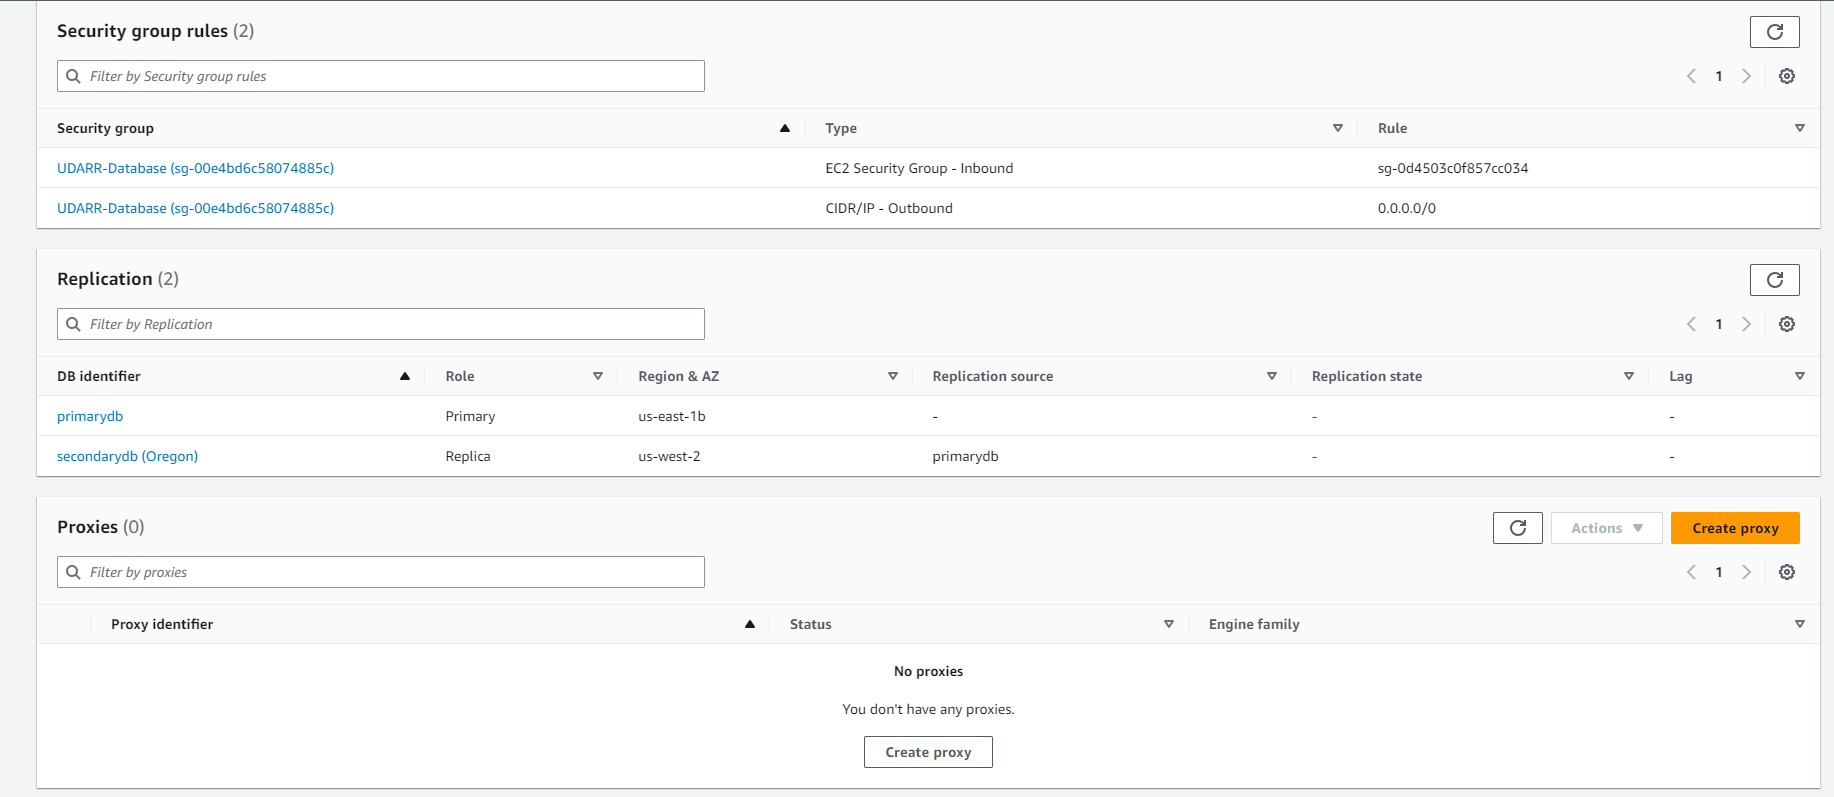 Security group rules (2)
Filter by Security group rules
1
Security group Type Rule
UDARR-Database (sg-00e4bd6c58074885c) EC2 Security Group - Inbound sg-0d4503c0f857cc034
UDARR-Database (sg-00e4bd6c58074885c) CIDR/IP - Outbound 0.0.0.0/0
Replication (2)
Filter by Replication
1
DB identifier Role Region & AZ Replication source Replication state Lag
primarydb Primary us-east-1b - - -
secondarydb (Oregon) Replica us-west-2 primarydb - -
Proxies (0) Actions Create proxy
Filter by proxies
1
Proxy identifier Status Engine family
No proxies
You don't have any proxies.
Create proxy